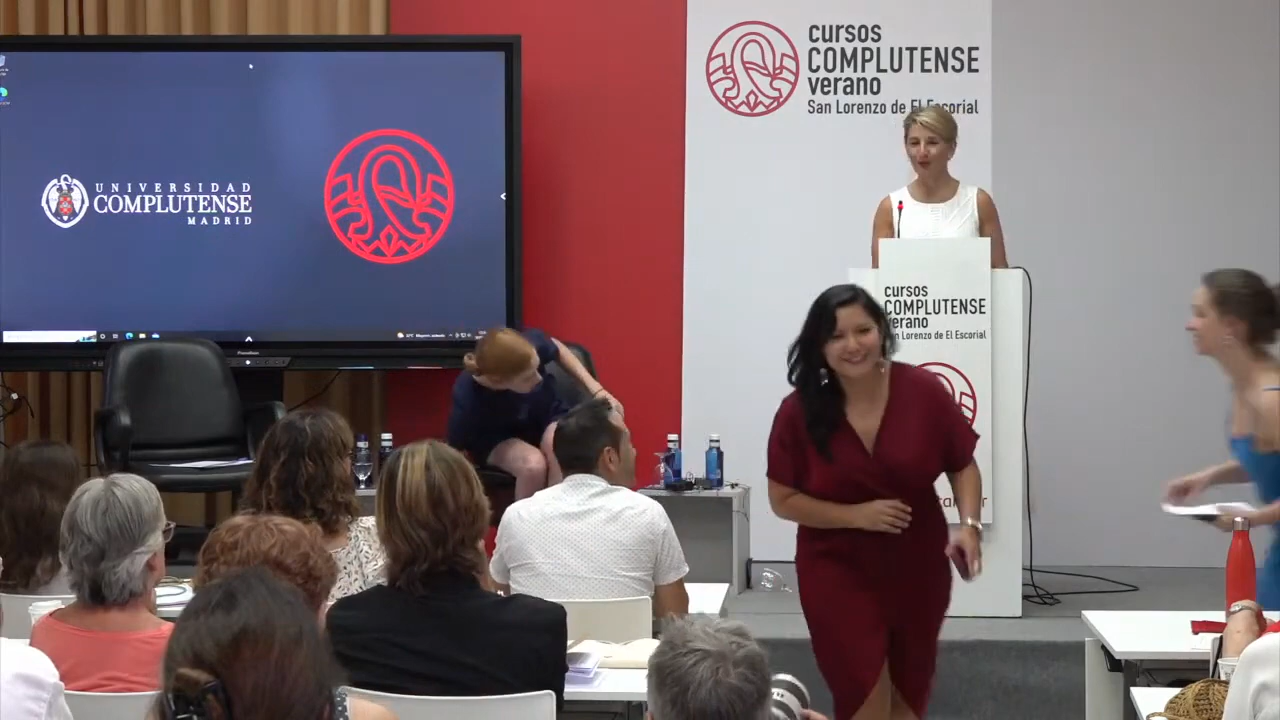 UNIVERSIDAD
COMPLUTENSE
MADRID
cursos
COMPLUTENSE
verano
San Lorenzo de El Escorial
cursos
COMPLUTENSE
verano
San Lorenzo de El Escorial